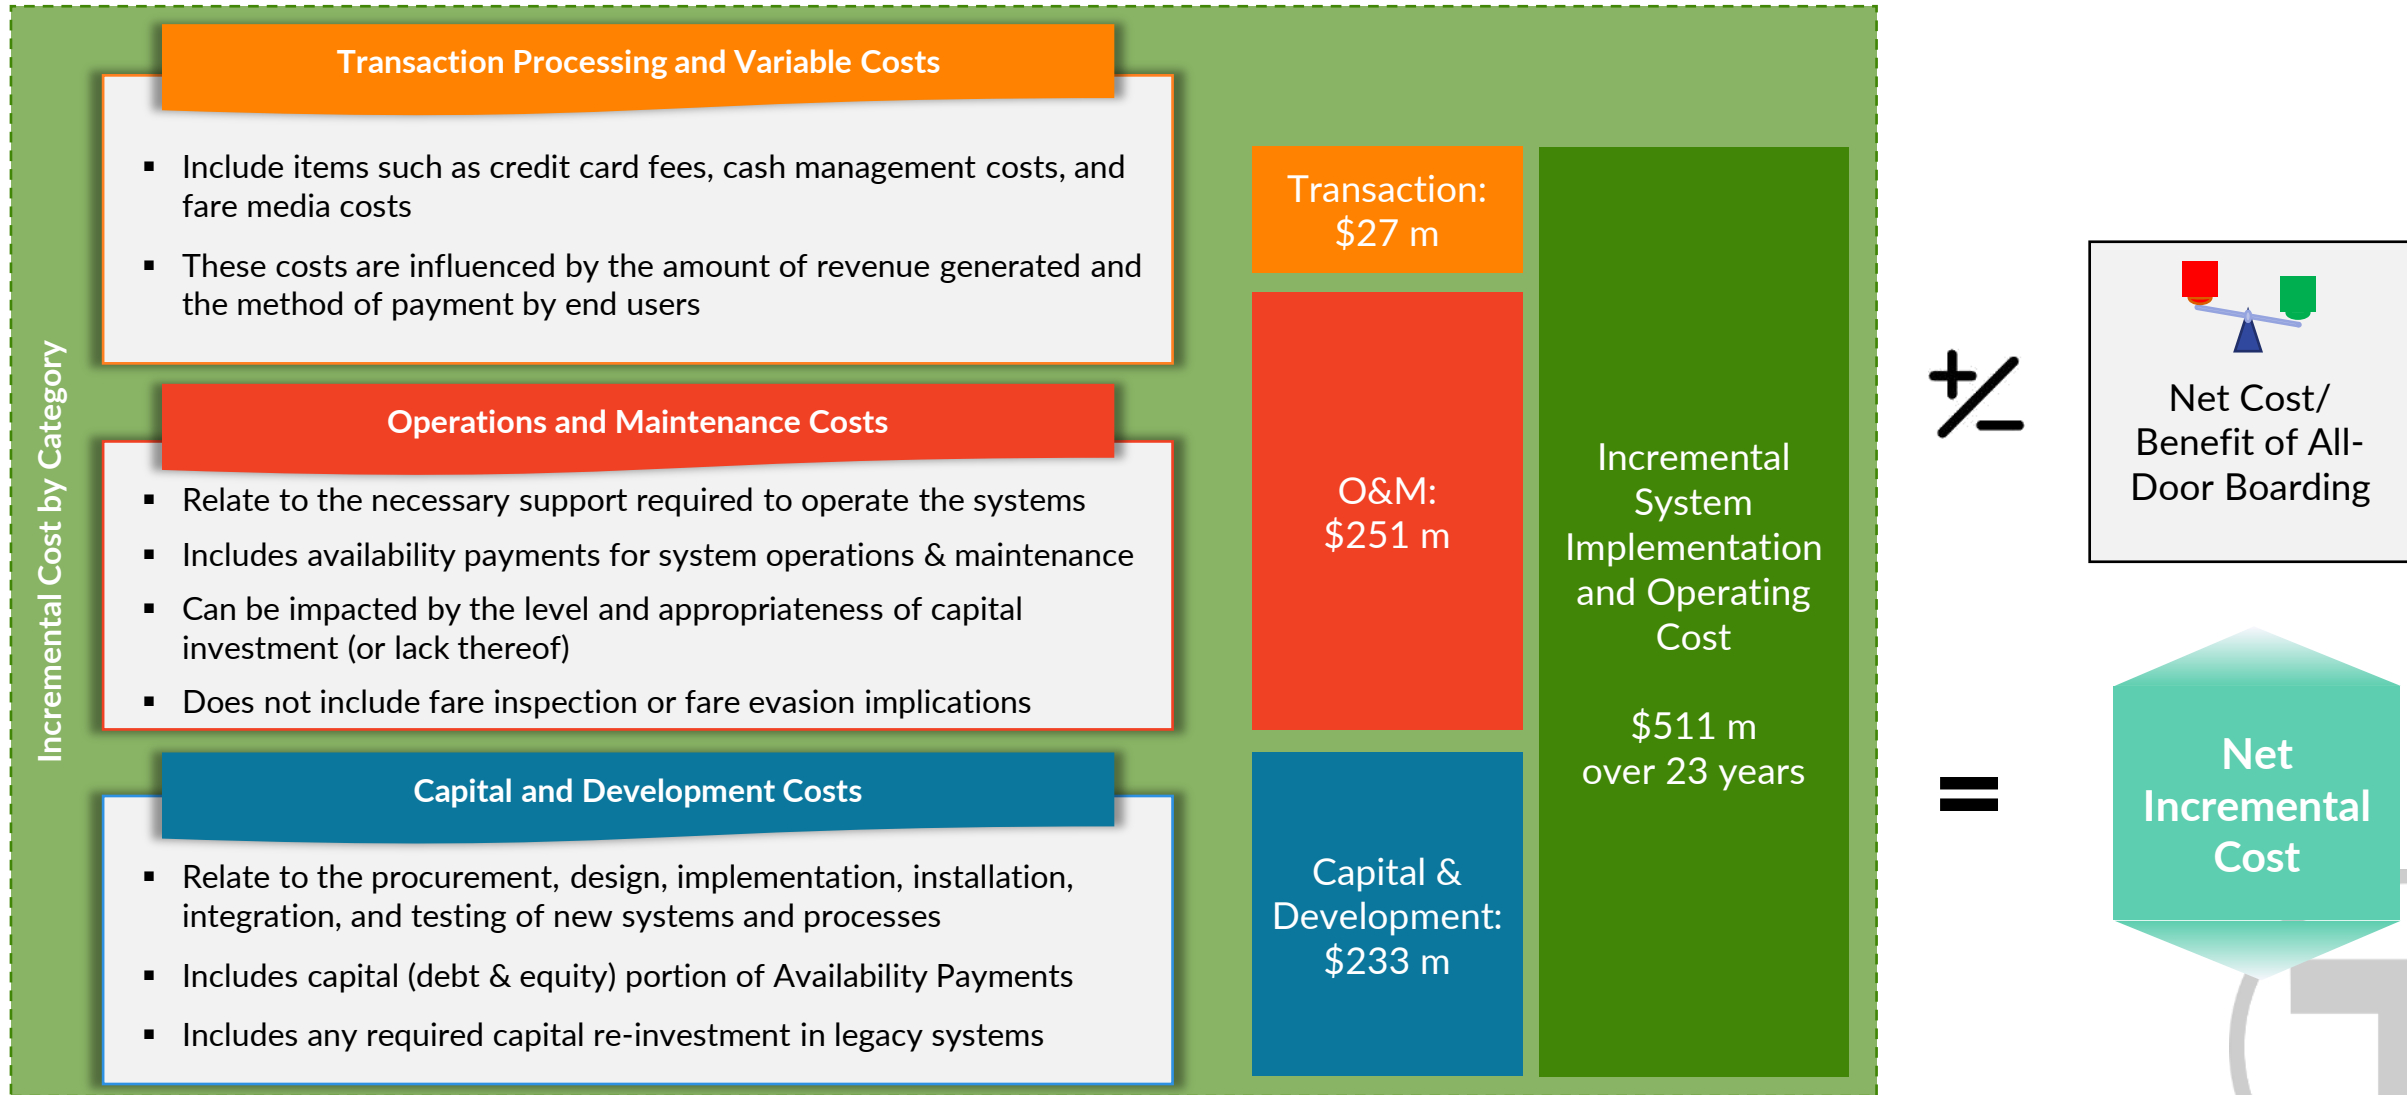 Incremental Cost by Category
Transaction Processing and Variable Costs
▪ Include items such as credit card fees, cash management costs, and
fare media costs
▪ These costs are influenced by the amount of revenue generated and
the method of payment by end users
Operations and Maintenance Costs
▪ Relate to the necessary support required to operate the systems
▪ Includes availability payments for system operations & maintenance
▪ Can be impacted by the level and appropriateness of capital
investment (or lack thereof)
▪ Does not include fare inspection or fare evasion implications
Capital and Development Costs
▪ Relate to the procurement, design, implementation, installation,
integration, and testing of new systems and processes
▪ Includes capital (debt & equity) portion of Availability Payments
▪ Includes any required capital re-investment in legacy systems
Transaction:
$27 m
O&M:
$251 m
Capital &
Development:
$233 m
Incremental
System
Implementation
and Operating
Cost
$511 m
over 23 years
+/−
Net Cost/
Benefit of All-
Door Boarding
=
Net
Incremental
Cost